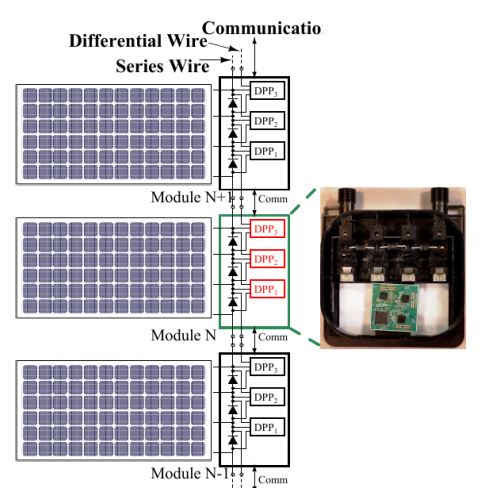 Communicatio
Differential Wire
Series Wire
DPP3
DPP2
DPP1
Module N+1
Comm
DPP3
DPP2
DPP1
Module N
Comm
DPP3
DPP2
DPP1
Module N-1
Comm